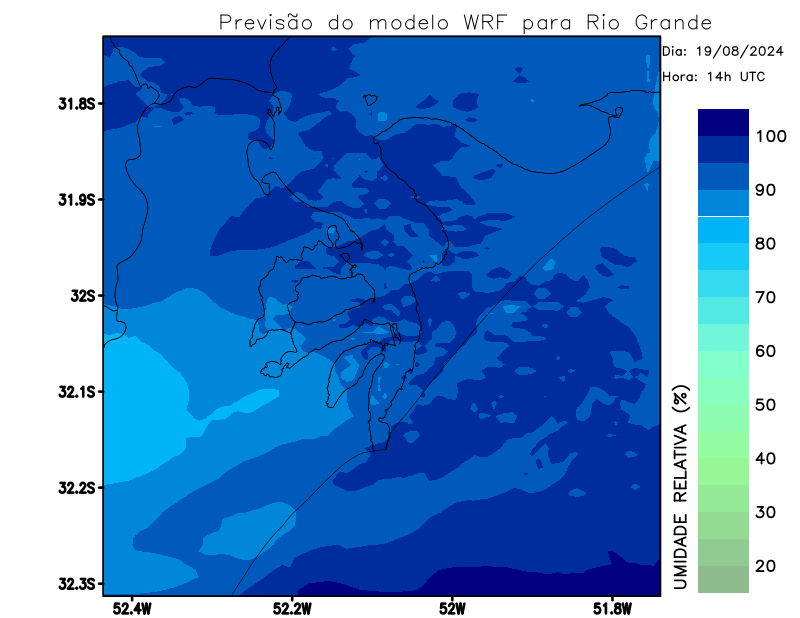 Previsão do modelo WRF para Rio Grande
Dia: 19/08/2024
Hora: 14h UTC
31.8S
31.9S
32S
32.1S
32.2S
32.3S
52.4W
52.2W
52W
51.8W
100
90
80
70
60
50
40
30
20
UMIDADE RELATIVA (%)